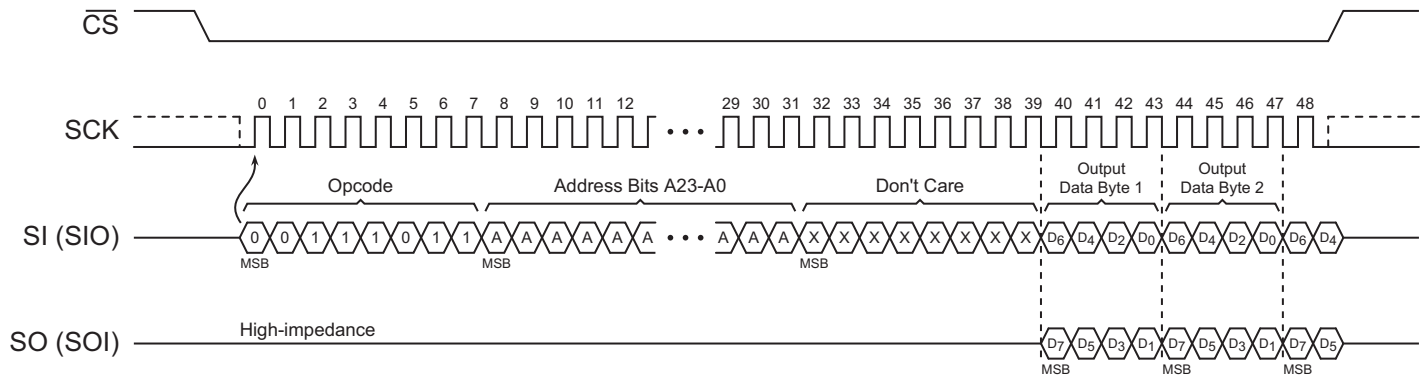 CS
0 1 2 3 4 5 6 7 8 9 10 11 12 29 30 31 32 33 34 35 36 37 38 39 40 41 42 43 44 45 46 47 48
SCK
Opcode Address Bits A23-A0 Don't Care Output Data Byte 1 Output Data Byte 2
SI (SIO) 0 0 1 1 1 0 1 1 A A A A A A A A A X X X X X X X X D6 D4 D2 D0 D6 D4 D2 D0 D6 D4
MSB MSB MSB
High-impedance
SO (SOI) D7 D5 D3 D1 D7 D5 D3 D1 D7 D5
MSB MSB MSB